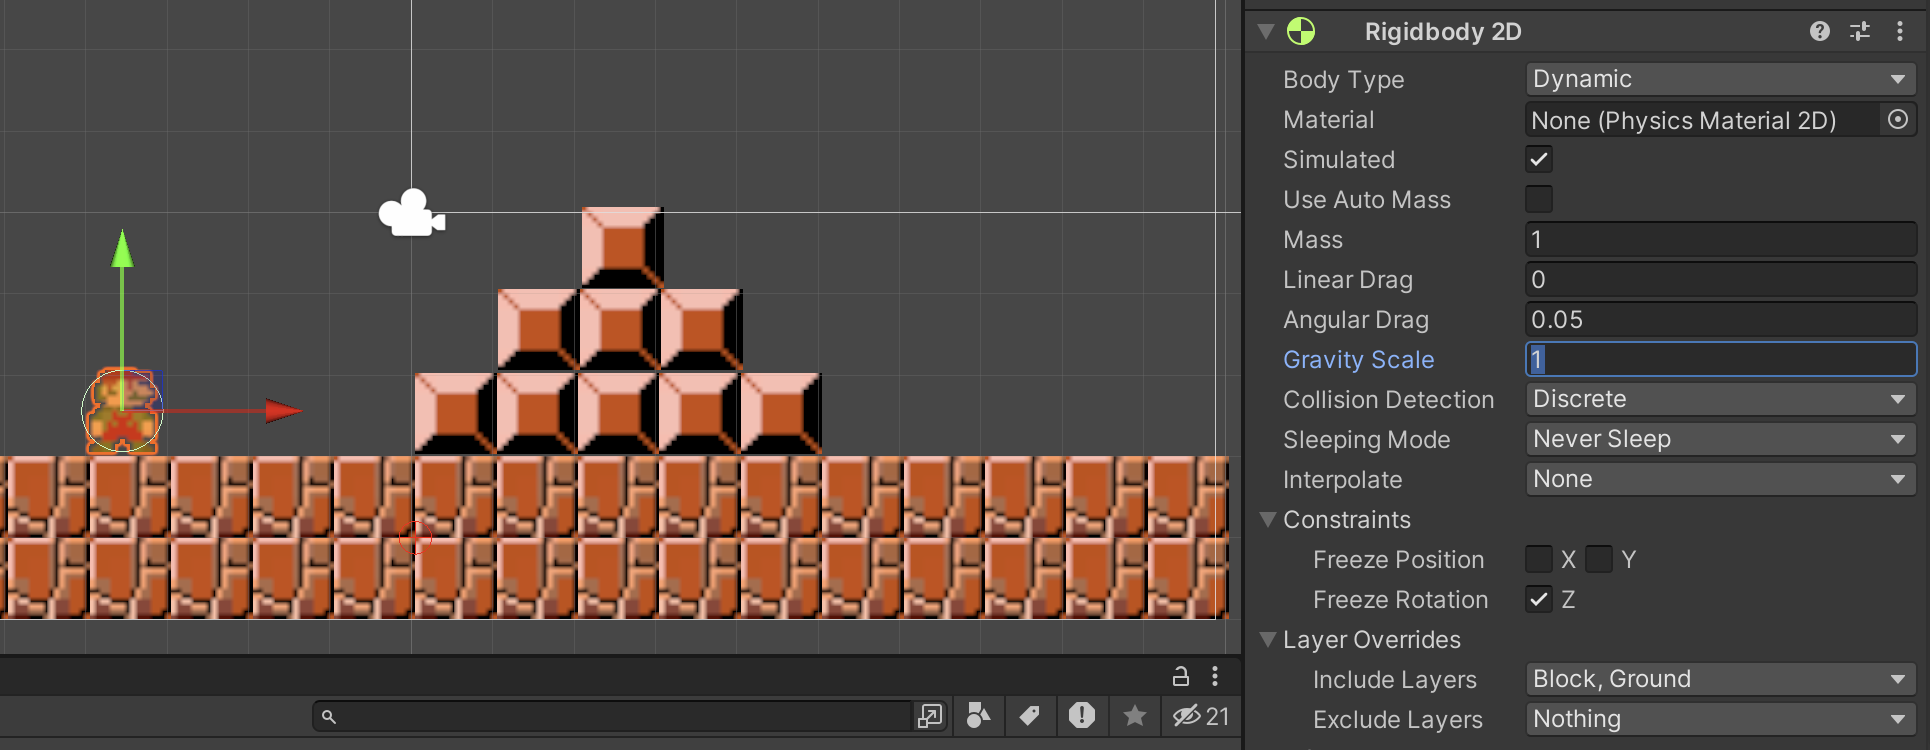 Rigidbody 2D
Body Type Dynamic
Material None (Physics Material 2D)
Simulated
Use Auto Mass
Mass 1
Linear Drag 0
Angular Drag 0.05
Gravity Scale 1
Collision Detection Discrete
Sleeping Mode Never Sleep
Interpolate None
Constraints
Freeze Position X Y
Freeze Rotation Z
Layer Overrides
Include Layers Block, Ground
Exclude Layers Nothing
21